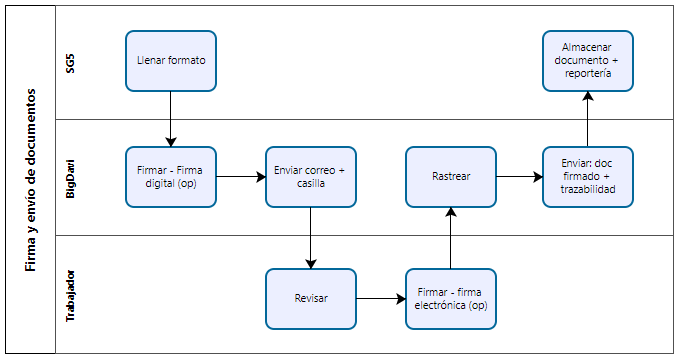 Firma y envío de documentos
SG5
Llenar formato
Almacenar
documento +
reportería
BigDavi
Firmar - Firma
digital (op)
Enviar correo +
casilla
Rastrear
Enviar: doc
firmado +
trazabilidad
Trabajador
Revisar
Firmar - firma
electrónica (op)